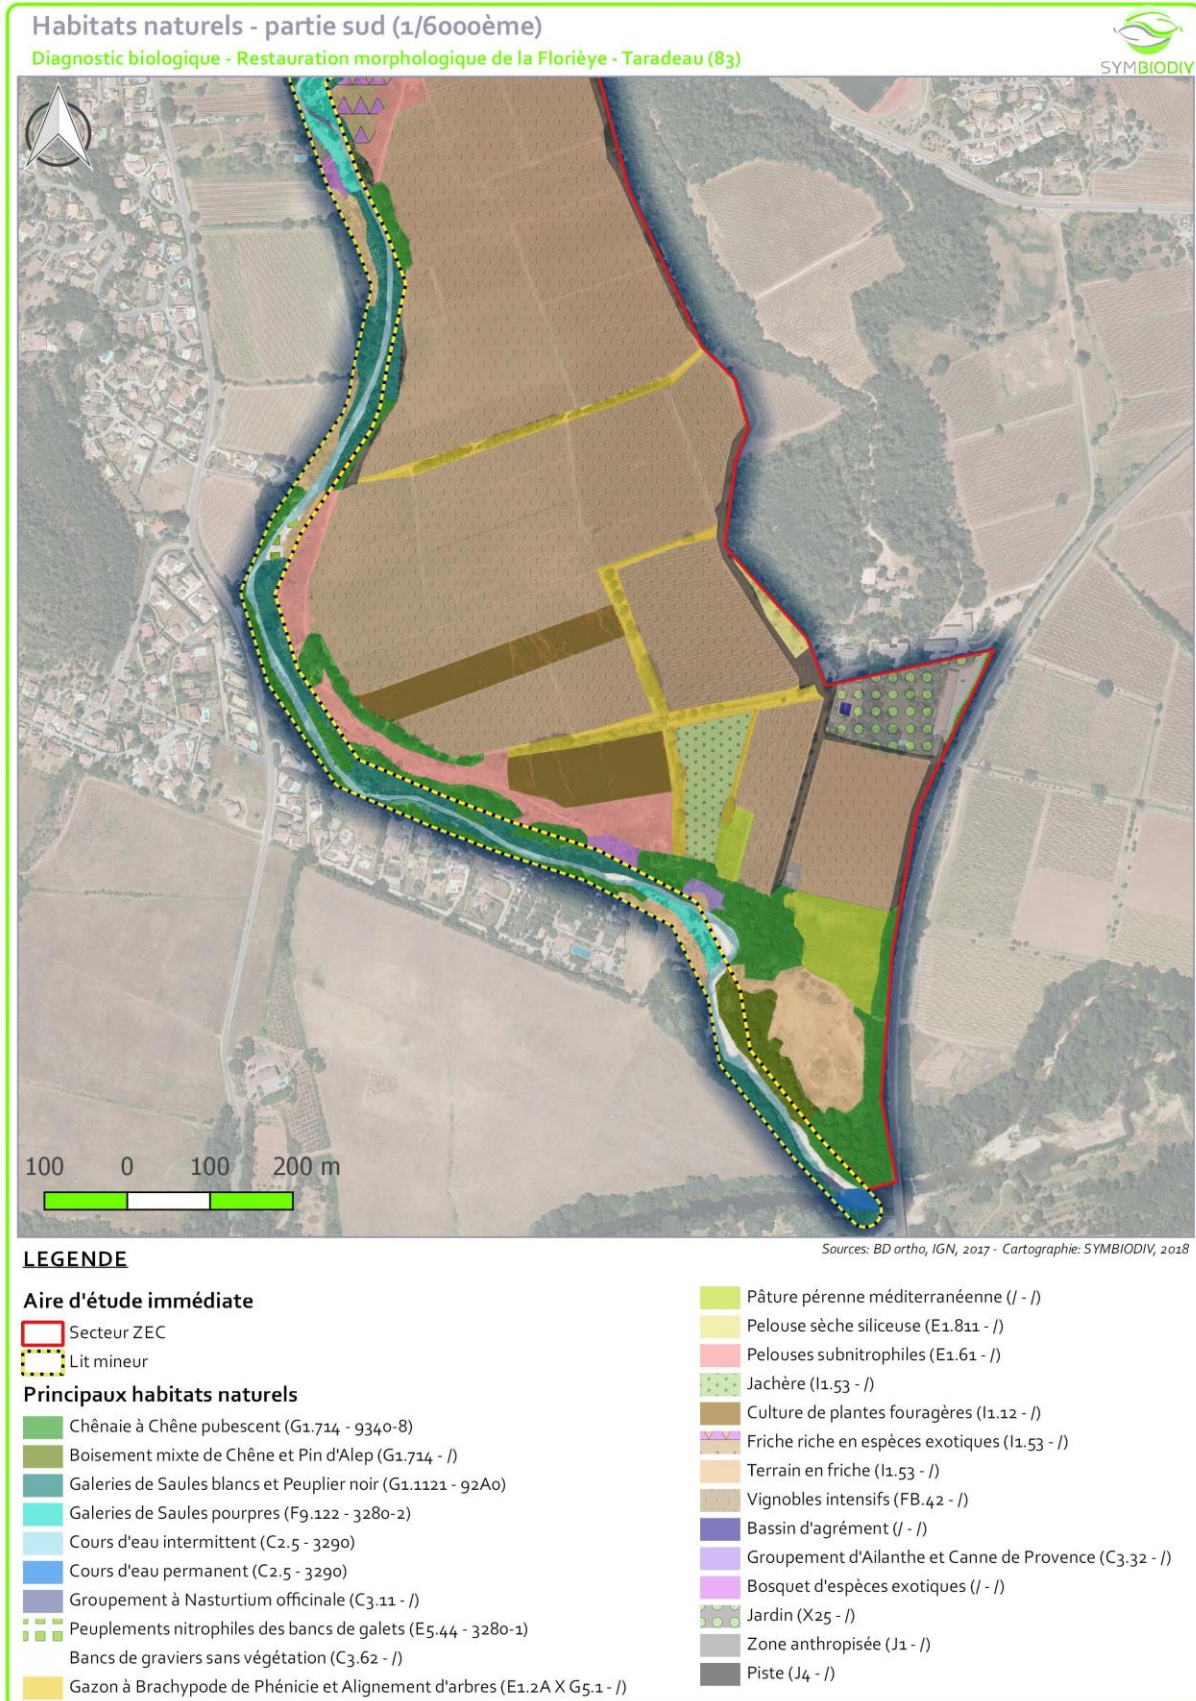 Habitats naturels - partie sud (1/6000ème)
Diagnostic biologique - Restauration morphologique de la Florièye - Taradeau (83)
SYMBIODIV
100 0 100 200 m
Sources: BD ortho, IGN, 2017 - Cartographie: SYMBIODIV, 2018
LEGENDE
Aire d'étude immédiate
Secteur ZEC
Lit mineur
Principaux habitats naturels
Chênaie à Chêne pubescent (G1.714 - 9340-8)
Boisement mixte de Chêne et Pin d'Alep (G1.714 - /)
Galeries de Saules blancs et Peuplier noir (G1.1121 - 92A0)
Galeries de Saules pourpres (F9.122 - 3280-2)
Cours d'eau intermittent (C2.5 - 3290)
Cours d'eau permanent (C2.5 - 3290)
Groupement à Nasturtium officinale (C3.11 - /)
Peuplements nitrophiles des bancs de galets (E5.44 - 3280-1)
Bancs de graviers sans végétation (C3.62 - /)
Gazon à Brachypode de Phénicie et Alignement d'arbres (E1.2A X G5.1 - /)
Pâture pérenne méditerranéenne (/ - /)
Pelouse sèche siliceuse (E1.811 - /)
Pelouses subnitrophiles (E1.61 - /)
Jachère (I1.53 - /)
Culture de plantes fouragères (I1.12 - /)
Friche riche en espèces exotiques (I1.53 - /)
Terrain en friche (I1.53 - /)
Vignobles intensifs (FB.42 - /)
Bassin d'agrément (/ - /)
Groupement d'Ailanthe et Canne de Provence (C3.32 - /)
Bosquet d'espèces exotiques (/ - /)
Jardin (X25 - /)
Zone anthropisée (J1 - /)
Piste (J4 - /)